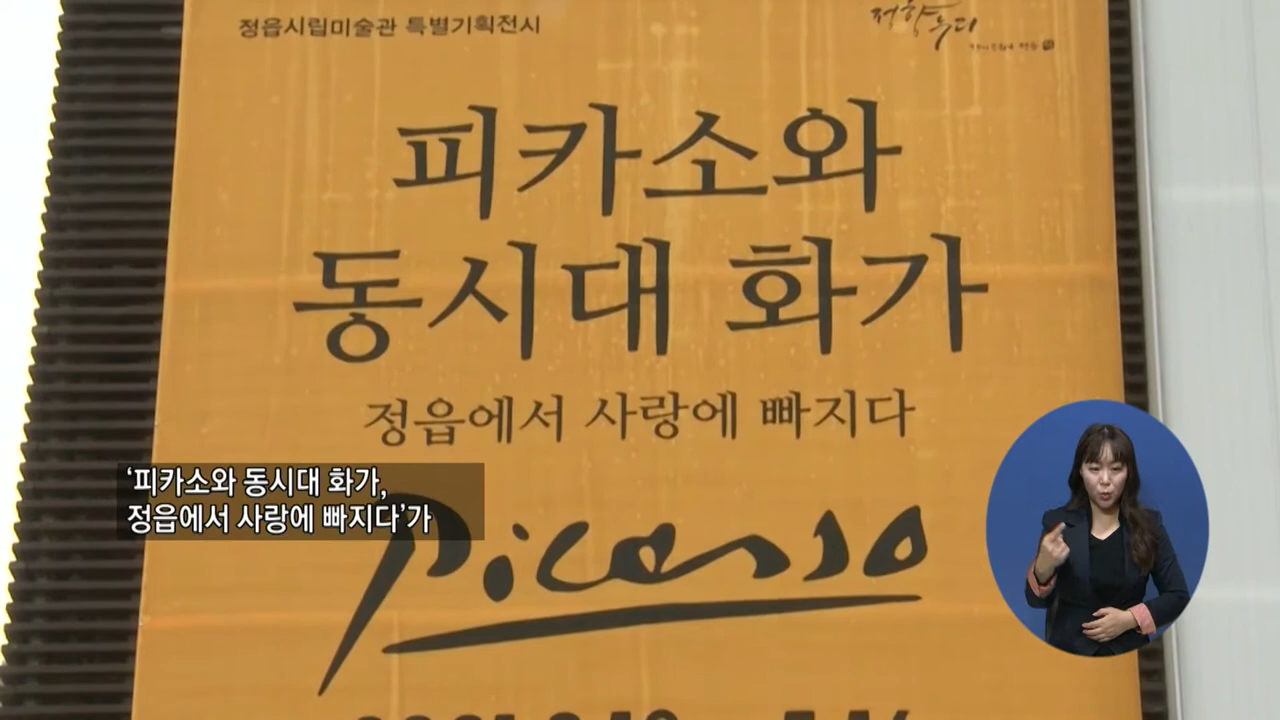 정읍시립미술관 특별기획전시
피카소와
동시대 화가
정읍에서 사랑에 빠지다
Picasso
‘피카소와 동시대 화가,
정읍에서 사랑에 빠지다’가